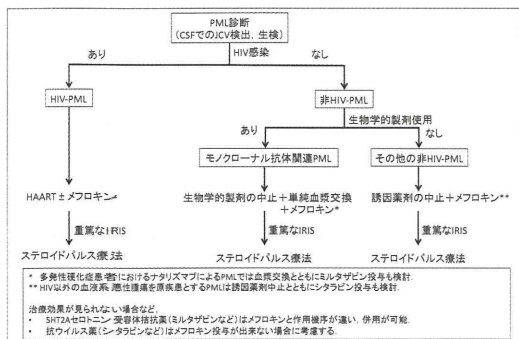 PML診断
(CSFでのJCV検出, 生検)
HIV感染
あり
なし
HIV-PML
非HIV-PML
生物学的製剤使用
あり
なし
モノクローナル抗体関連PML
その他の非HIV-PML
HAART±メフロキン*
生物学的製剤の中止+単純血漿交換
+メフロキン*
誘因薬剤の中止+メフロキン**
重篤なIRIS
重篤なIRIS
重篤なIRIS
ステロイドパルス療法
ステロイドパルス療法
ステロイドパルス療法
* 多発性硬化症患者におけるナタリズマブによるPMLでは血漿交換とともにミルタザピン投与も検討.
** HIV以外の血液系悪性腫瘍を原疾患とするPMLは誘因薬剤中止とともにシタラビン投与も検討.
治療効果が見られない場合など,
• 5HT2Aセロトニン受容体拮抗薬(ミルタザピンなど)はメフロキンと作用機序が違い, 併用が可能.
• 抗ウイルス薬(シタラビンなど)はメフロキン投与が出来ない場合に考慮する.